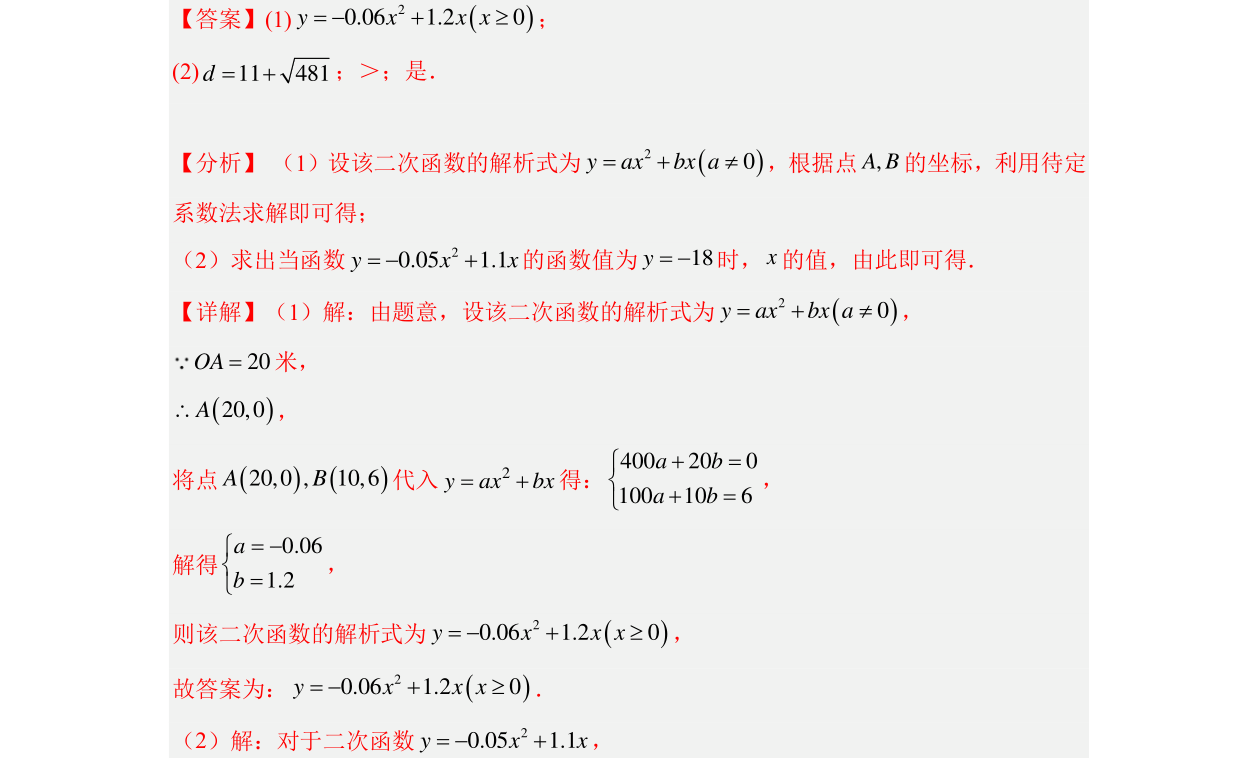 【答案】(1) y = −0.06x² + 1.2x(x ≥ 0)；
(2) d = 11 + √481；＞；是．
【分析】（1）设该二次函数的解析式为 y = ax² + bx(a ≠ 0)，根据点 A, B 的坐标，利用待定
系数法求解即可得；
（2）求出当函数 y = −0.05x² + 1.1x 的函数值为 y = −18 时，x 的值，由此即可得．
【详解】（1）解：由题意，设该二次函数的解析式为 y = ax² + bx(a ≠ 0)，
∵ OA = 20 米，
∴ A(20,0)，
将点 A(20,0), B(10,6) 代入 y = ax² + bx 得：{400a + 20b = 0
100a + 10b = 6，
解得 {a = −0.06
b = 1.2，
则该二次函数的解析式为 y = −0.06x² + 1.2x(x ≥ 0)，
故答案为：y = −0.06x² + 1.2x(x ≥ 0)．
（2）解：对于二次函数 y = −0.05x² + 1.1x，